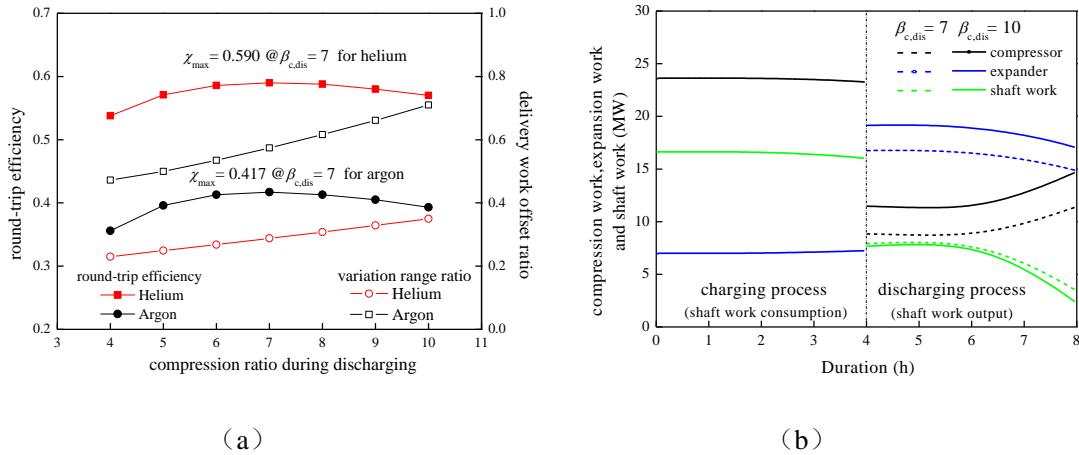 0.7
0.6
0.5
0.4
0.3
0.2
round-trip efficiency
1.0
0.8
0.6
0.4
0.2
0.0
delivery work offset ratio
χmax = 0.590 @βc,dis = 7 for helium
χmax = 0.417 @βc,dis = 7 for argon
round-trip efficiency
Helium
Argon
variation range ratio
Helium
Argon
3 4 5 6 7 8 9 10 11
compression ratio during discharging
(a)
30
25
20
15
10
5
0
compression work,expansion work
and shaft work (MW)
βc,dis = 7 βc,dis = 10
compressor
expander
shaft work
charging process
(shaft work consumption)
discharging process
(shaft work output)
0 1 2 3 4 5 6 7 8
Duration (h)
(b)